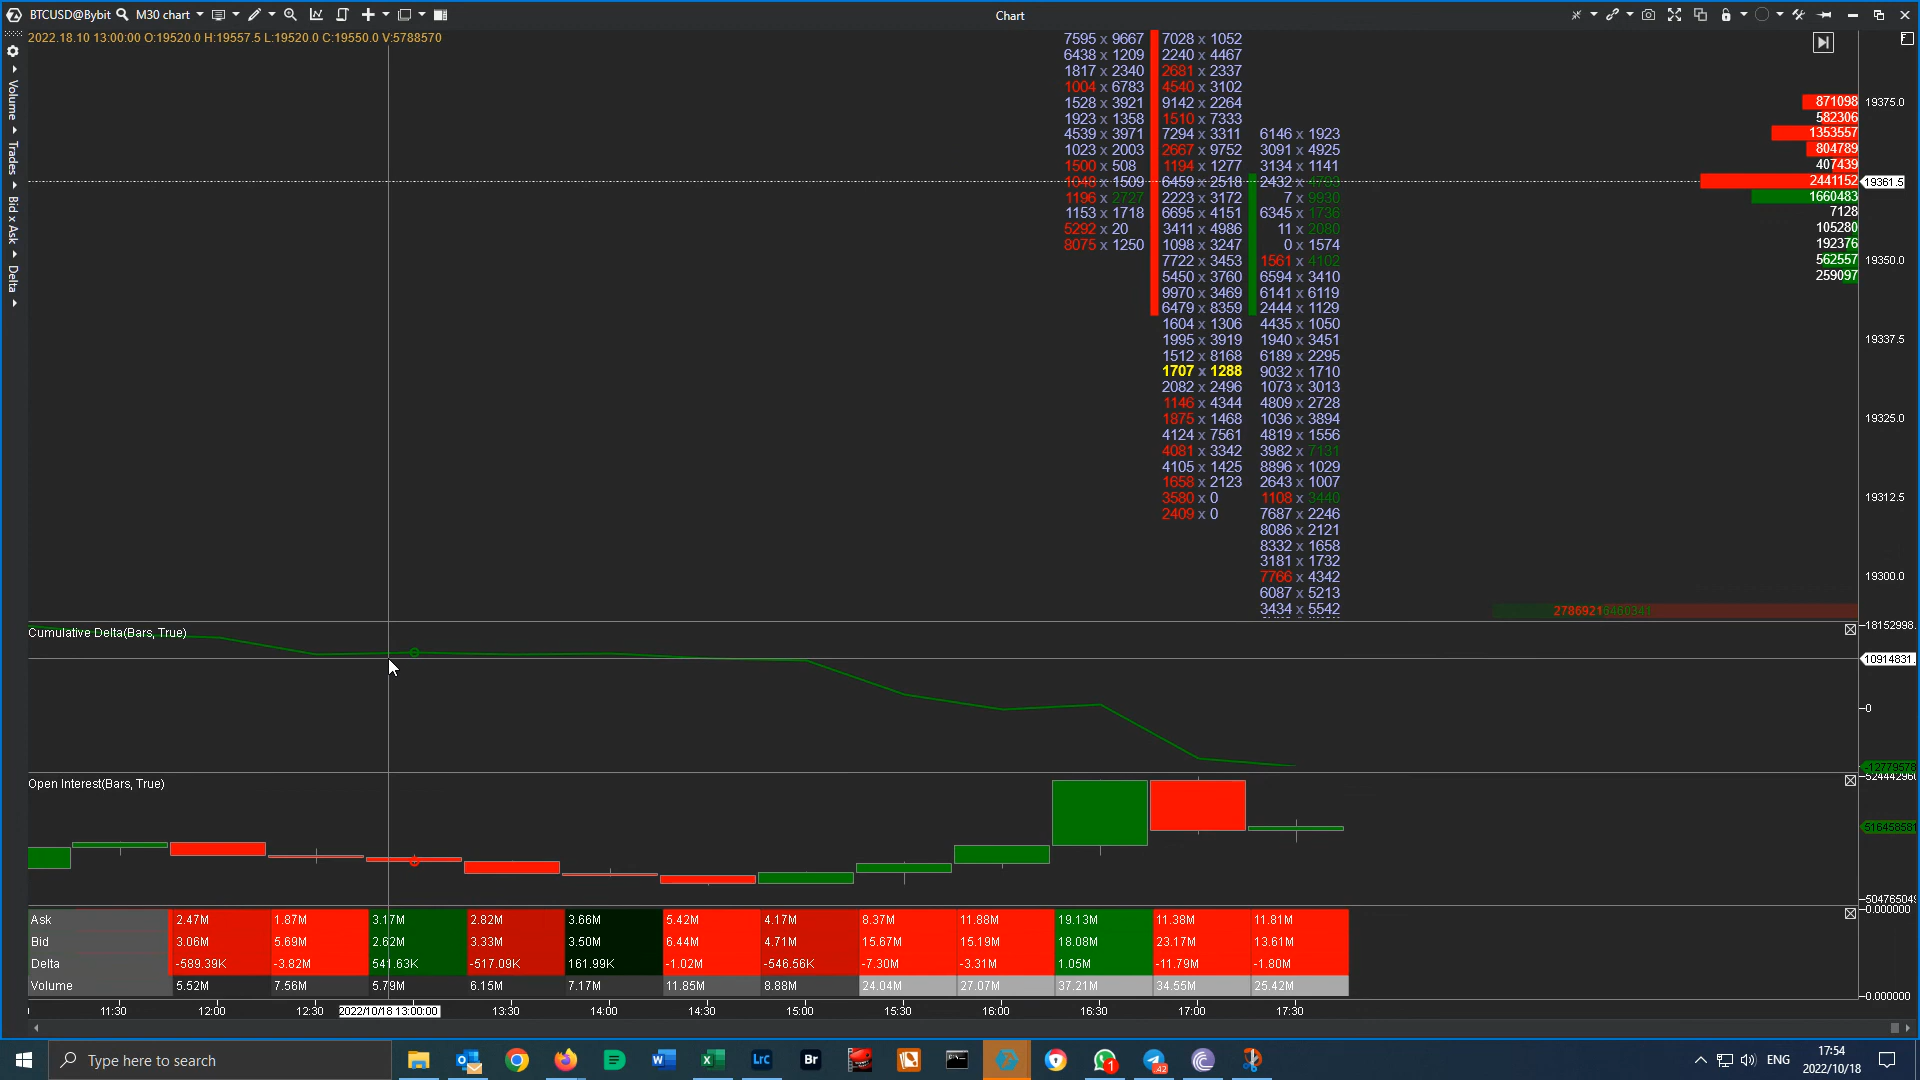 BTCUSD@Bybit M30 chart Chart
2022.18.10 13:00:00 O:19520.0 H:19557.5 L:19520.0 C:19550.0 V:5788570
Volume
Trades
Bid x Ask
Delta
7595 x 9667 7028 x 1052
6438 x 1209 2240 x 4467
1817 x 2340 2681 x 2337
1004 x 6783 4540 x 3102
1528 x 3921 9142 x 2264 871098 19375.0
1923 x 1358 1510 x 7333 582306
4539 x 3971 7294 x 3311 6146 x 1923 1353557
1023 x 2003 2667 x 9752 3091 x 4925 804789
1500 x 508 1194 x 1277 3134 x 1141 407439
1048 x 1509 6459 x 2518 2432 x 4793 2441152 19361.5
1196 x 2727 2223 x 3172 7 x 9930 1660483
1153 x 1718 6695 x 4151 6345 x 1736 7128
5292 x 20 3411 x 4986 11 x 2080 105280
8075 x 1250 1098 x 3247 0 x 1574 192376
7722 x 3453 1561 x 4102 562557 19350.0
5450 x 3760 6594 x 3410 259097
9970 x 3469 6141 x 6119
6479 x 8359 2444 x 1129
1604 x 1306 4435 x 1050
1995 x 3919 1940 x 3451 19337.5
1512 x 8168 6189 x 2295
1707 x 1288 9032 x 1710
2082 x 2496 1073 x 3013
1146 x 4344 4809 x 2728
1875 x 1468 1036 x 3894 19325.0
4124 x 7561 4819 x 1556
4081 x 3342 3982 x 7131
4105 x 1425 8896 x 1029
1658 x 2123 2643 x 1007
3580 x 0 1108 x 3440 19312.5
2409 x 0 7687 x 2246
8086 x 2121
8332 x 1658
3181 x 1732
7766 x 4342 19300.0
6087 x 5213
3434 x 5542 2786921
Cumulative Delta(Bars, True) 18152998.
10914831.
0
-12779578
Open Interest(Bars, True)
516458581
504765049
Ask 2.47M 1.87M 3.17M 2.82M 3.66M 5.42M 4.17M 8.37M 11.88M 19.13M 11.38M 11.81M 0.000000
Bid 3.06M 5.69M 2.62M 3.33M 3.50M 6.44M 4.71M 15.67M 15.19M 18.08M 23.17M 13.61M
Delta -589.39K -3.82M 541.63K -517.09K 161.99K -1.02M -546.56K -7.30M -3.31M 1.05M -11.79M -1.80M
Volume 5.52M 7.56M 5.79M 6.15M 7.17M 11.85M 8.88M 24.04M 27.07M 37.21M 34.55M 25.42M
0.000000
11:30 12:00 12:30 2022/10/18 13:00:00 13:30 14:00 14:30 15:00 15:30 16:00 16:30 17:00 17:30
Type here to search
W X Lrc Br 1 42
ENG 17:54
2022/10/18